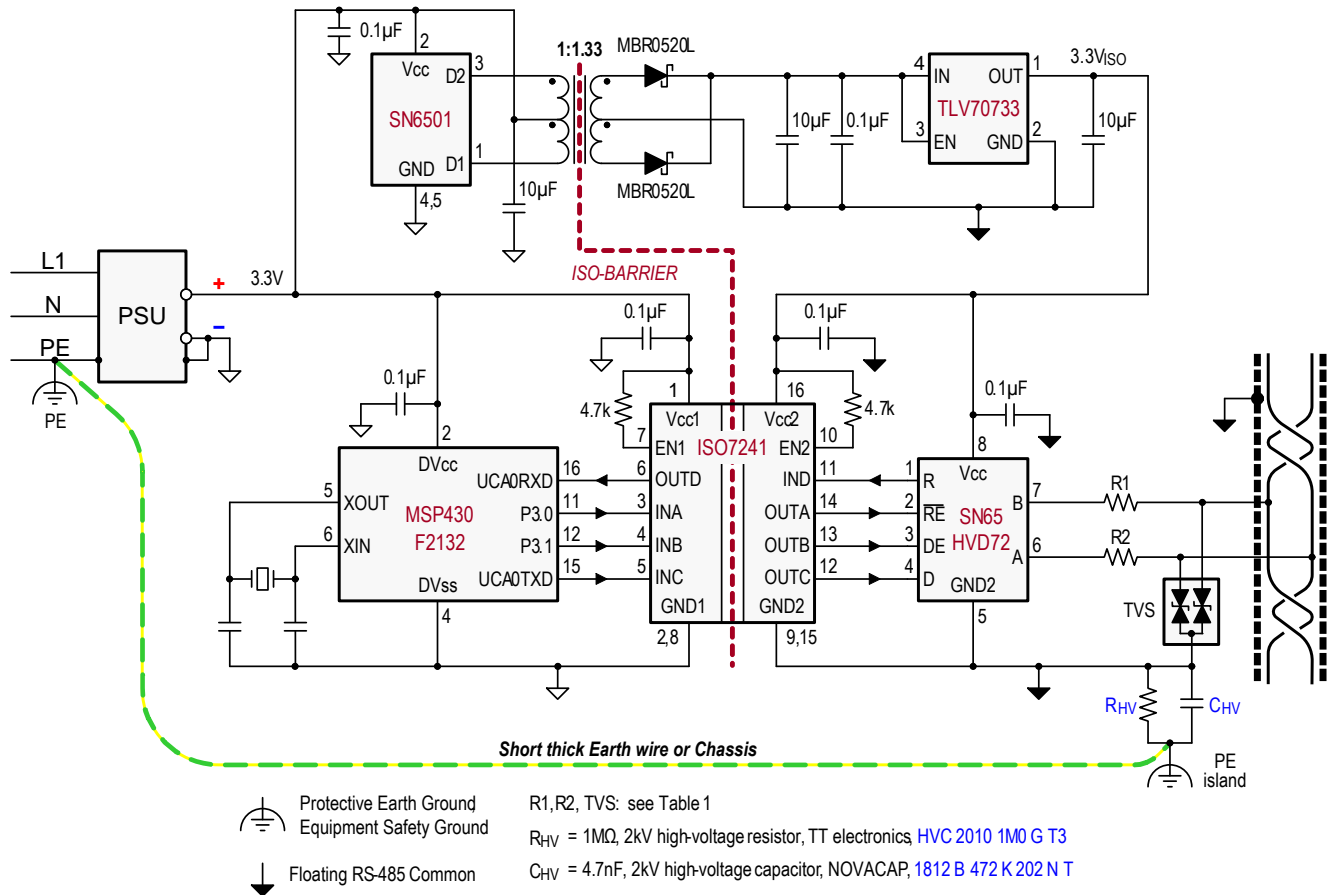 0.1µF
2
Vcc
D2
3
SN6501
D1
1
GND
4,5
10µF
1:1.33
MBR0520L
MBR0520L
10µF
0.1µF
4
IN
OUT
1
TLV70733
3
EN
GND
2
3.3VISO
10µF
ISO-BARRIER
L1
N
PE
PSU
+
−
3.3V
PE
0.1µF
0.1µF
4.7k
1
Vcc1
7
EN1
ISO7241
0.1µF
16
Vcc2
EN2
10
4.7k
0.1µF
2
DVcc
5
XOUT
6
XIN
MSP430
F2132
UCA0RXD
16
P3.0
11
P3.1
12
UCA0TXD
15
DVss
4
6
OUTD
3
INA
4
INB
5
INC
GND1
2,8
IND
11
OUTA
14
OUTB
13
OUTC
12
GND2
9,15
8
Vcc
1
R
2
RE
3
DE
4
D
SN65
HVD72
B
7
A
6
GND2
5
R1
R2
TVS
RHV
CHV
PE
island
Short thick Earth wire or Chassis
Protective Earth Ground
Equipment Safety Ground
Floating RS-485 Common
R1,R2, TVS: see Table 1
RHV = 1MΩ, 2kV high-voltage resistor, TT electronics, HVC 2010 1M0 G T3
CHV = 4.7nF, 2kV high-voltage capacitor, NOVACAP, 1812 B 472 K 202 N T